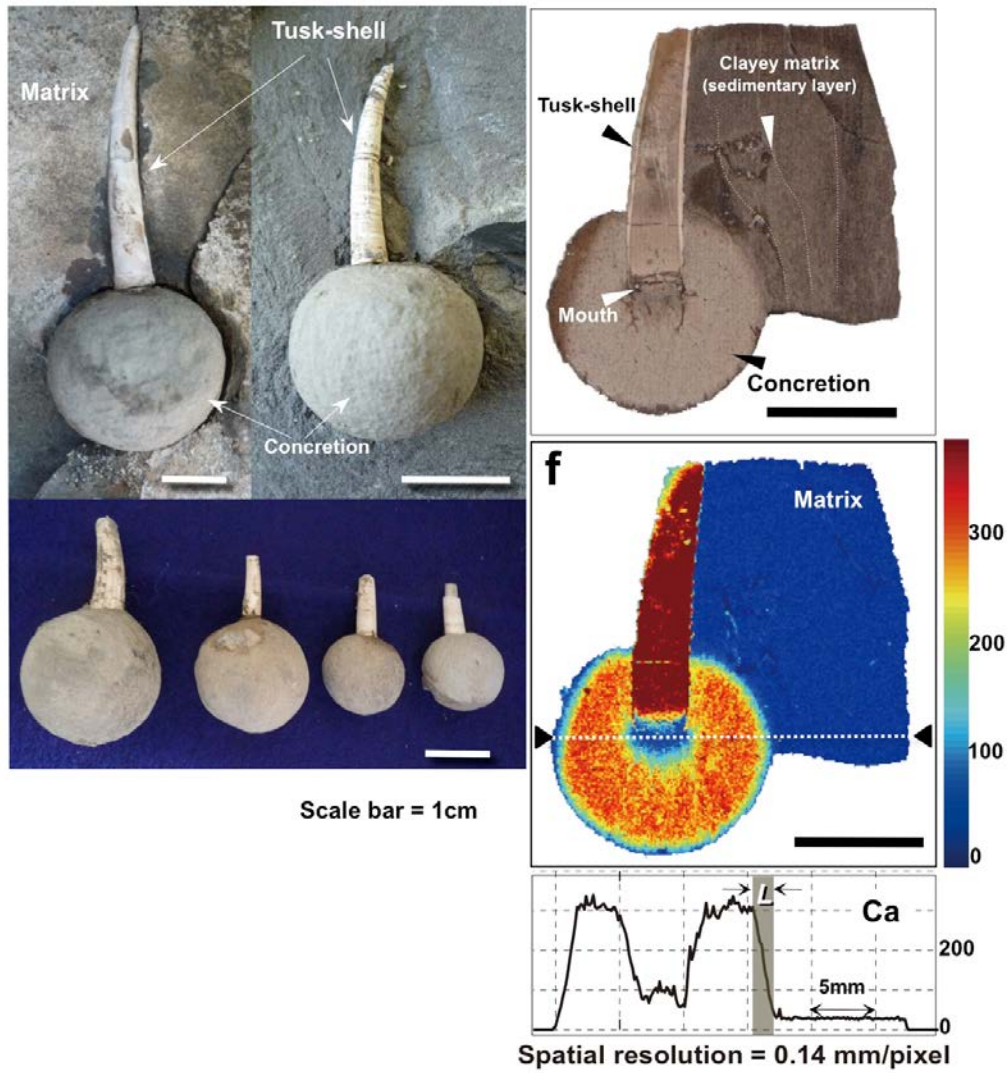 Tusk-shell
Matrix
Concretion
Scale bar = 1cm
Clayey matrix
(sedimentary layer)
Tusk-shell
Mouth
Concretion
f
Matrix
300
200
100
0
L
Ca
200
5mm
0
Spatial resolution = 0.14 mm/pixel